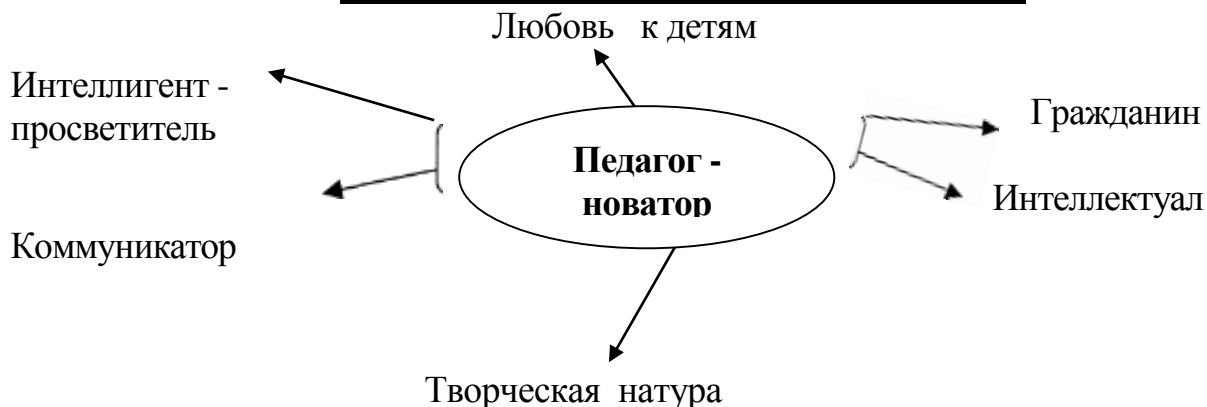 Любовь к детям
Интеллигент -
просветитель
Гражданин
Педагог -
новатор
Интеллектуал
Коммуникатор
Творческая натура